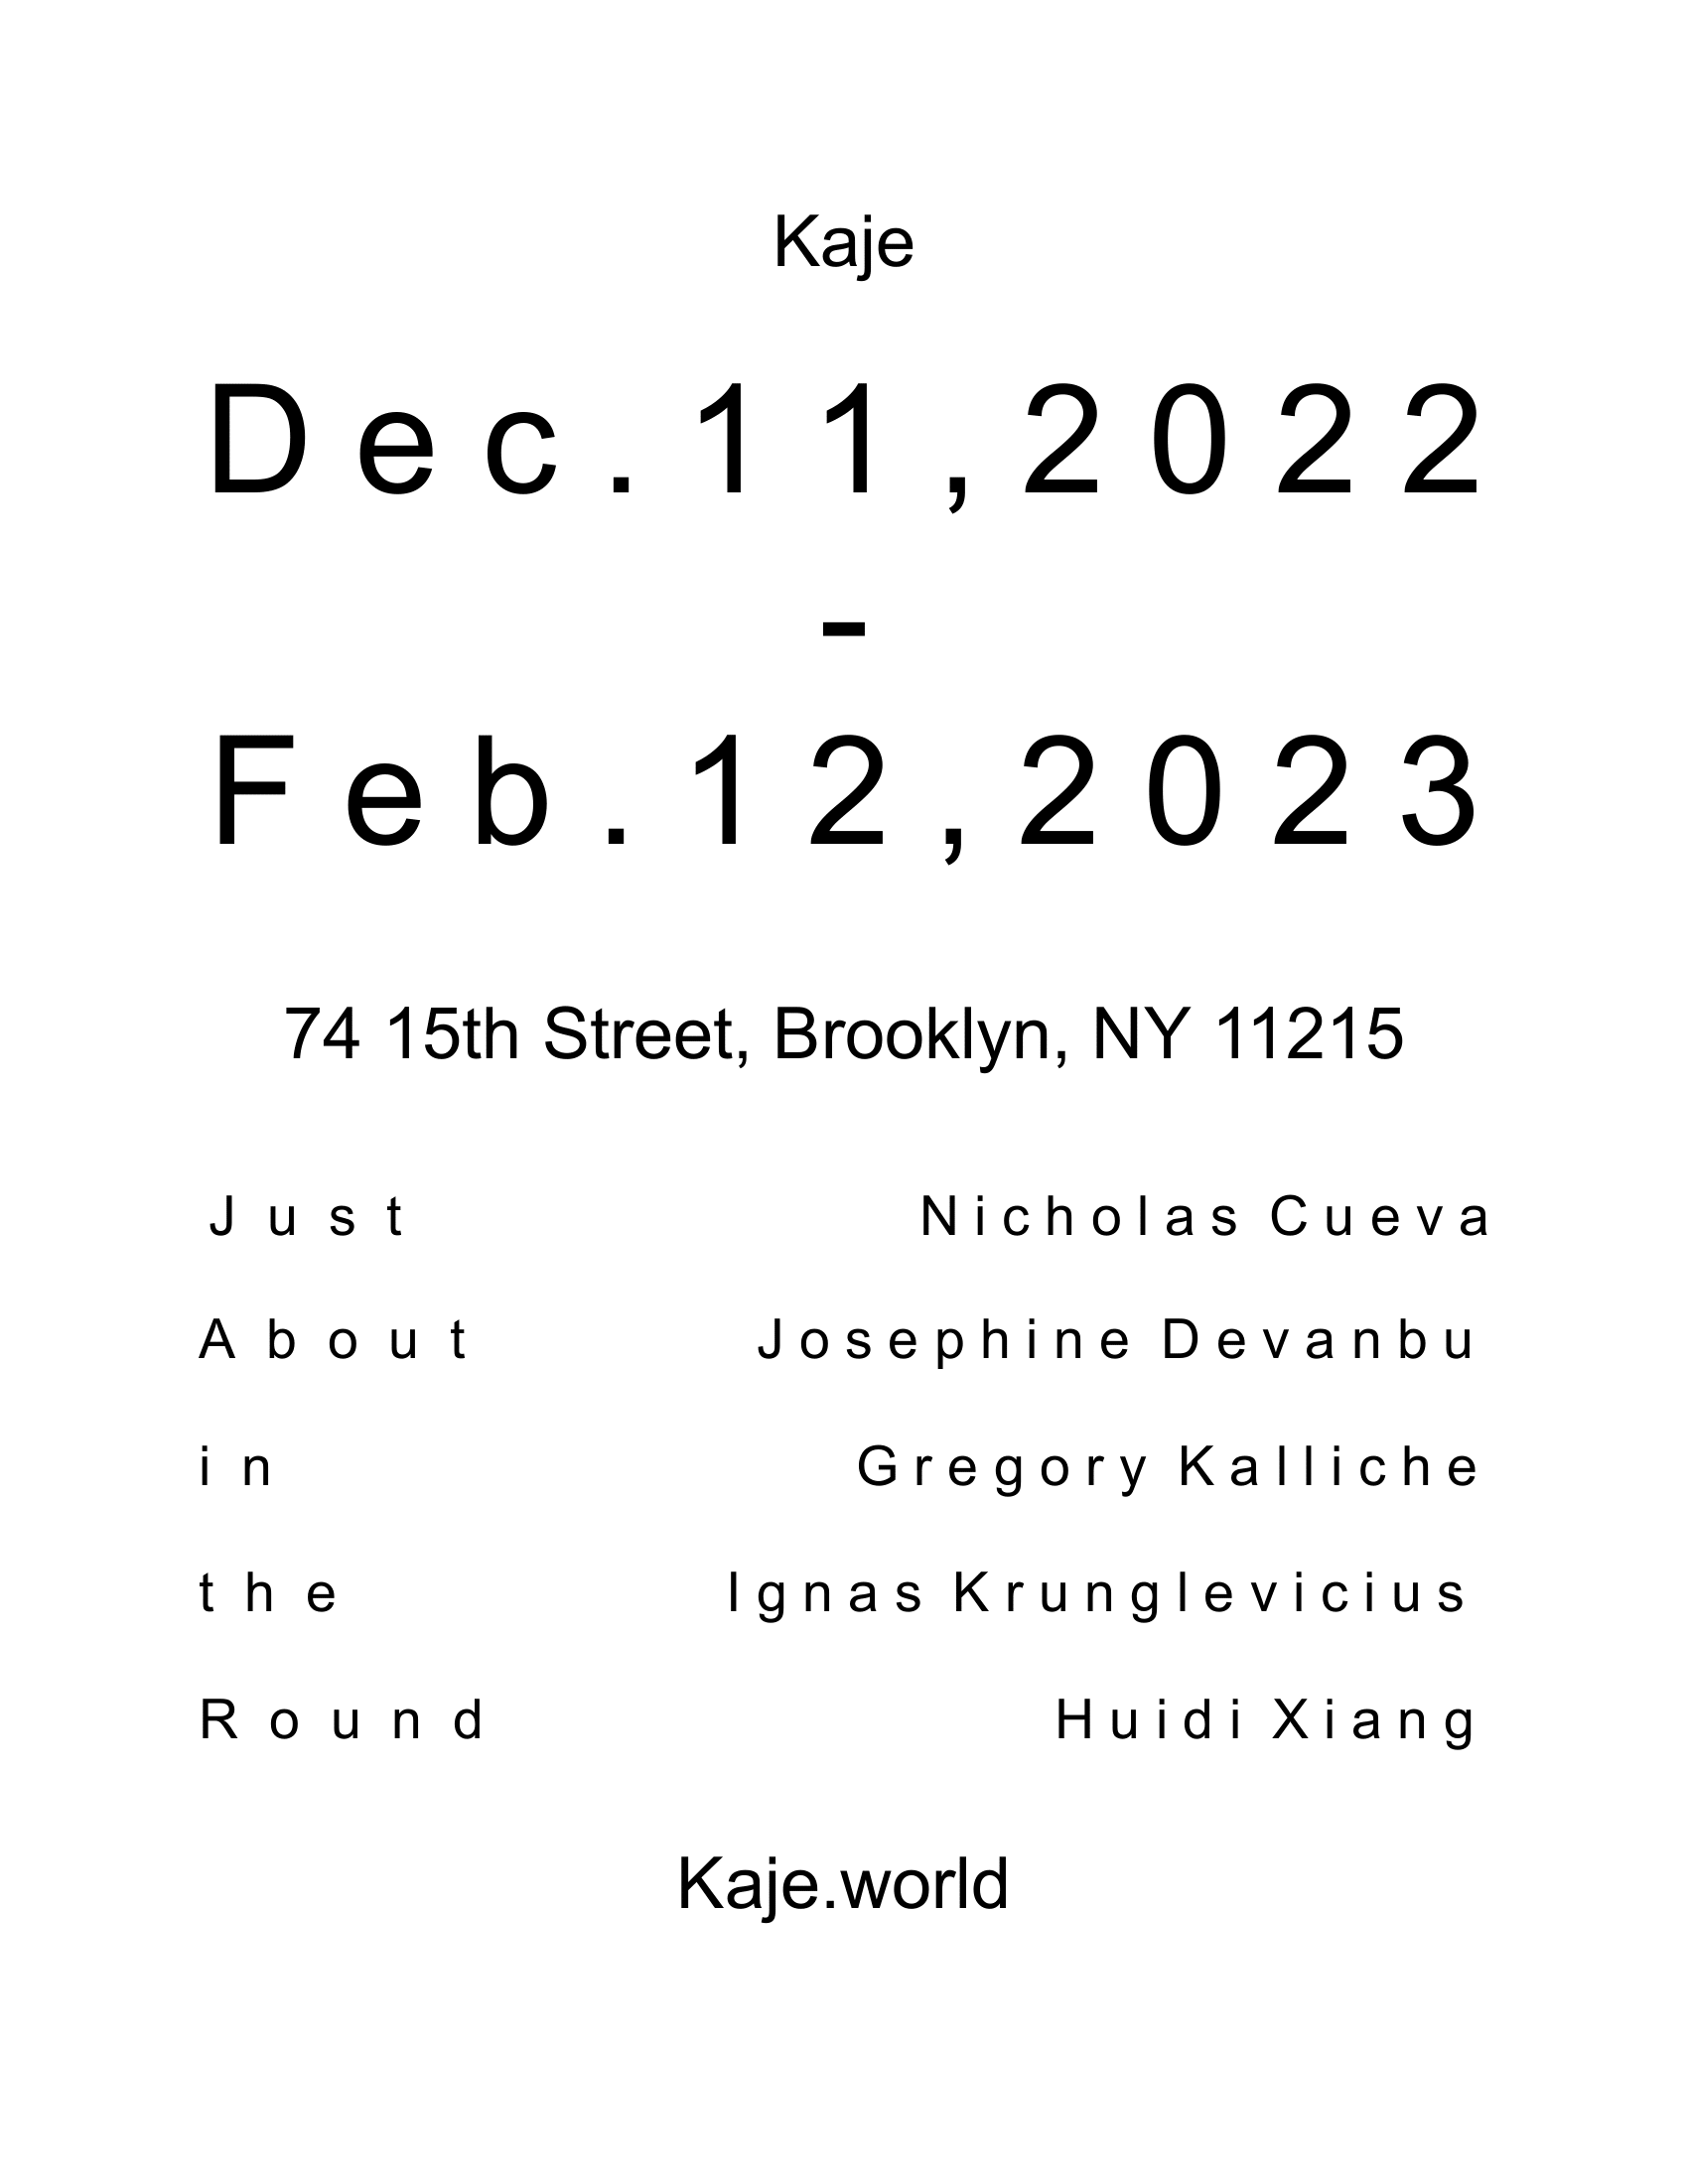 Kaje
Dec.11,2022
-
Feb.12,2023
74 15th Street, Brooklyn, NY 11215
Just Nicholas Cueva
About Josephine Devanbu
in Gregory Kalliche
the Ignas Krunglevicius
Round Huidi Xiang
Kaje.world